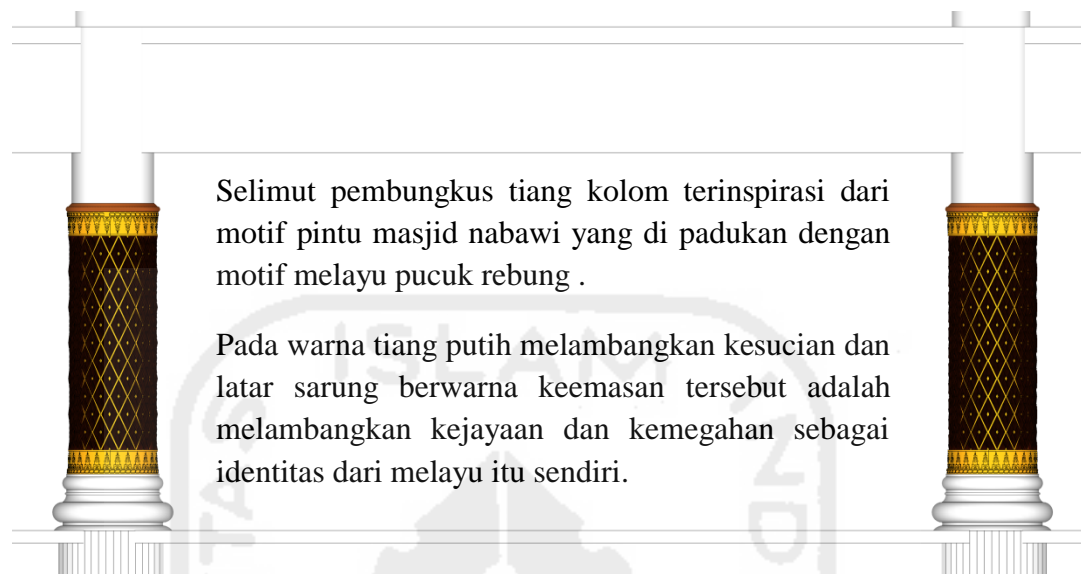 Selimut pembungkus tiang kolom terinspirasi dari
motif pintu masjid nabawi yang di padukan dengan
motif melayu pucuk rebung .
Pada warna tiang putih melambangkan kesucian dan
latar sarung berwarna keemasan tersebut adalah
melambangkan kejayaan dan kemegahan sebagai
identitas dari melayu itu sendiri.
ISLAM